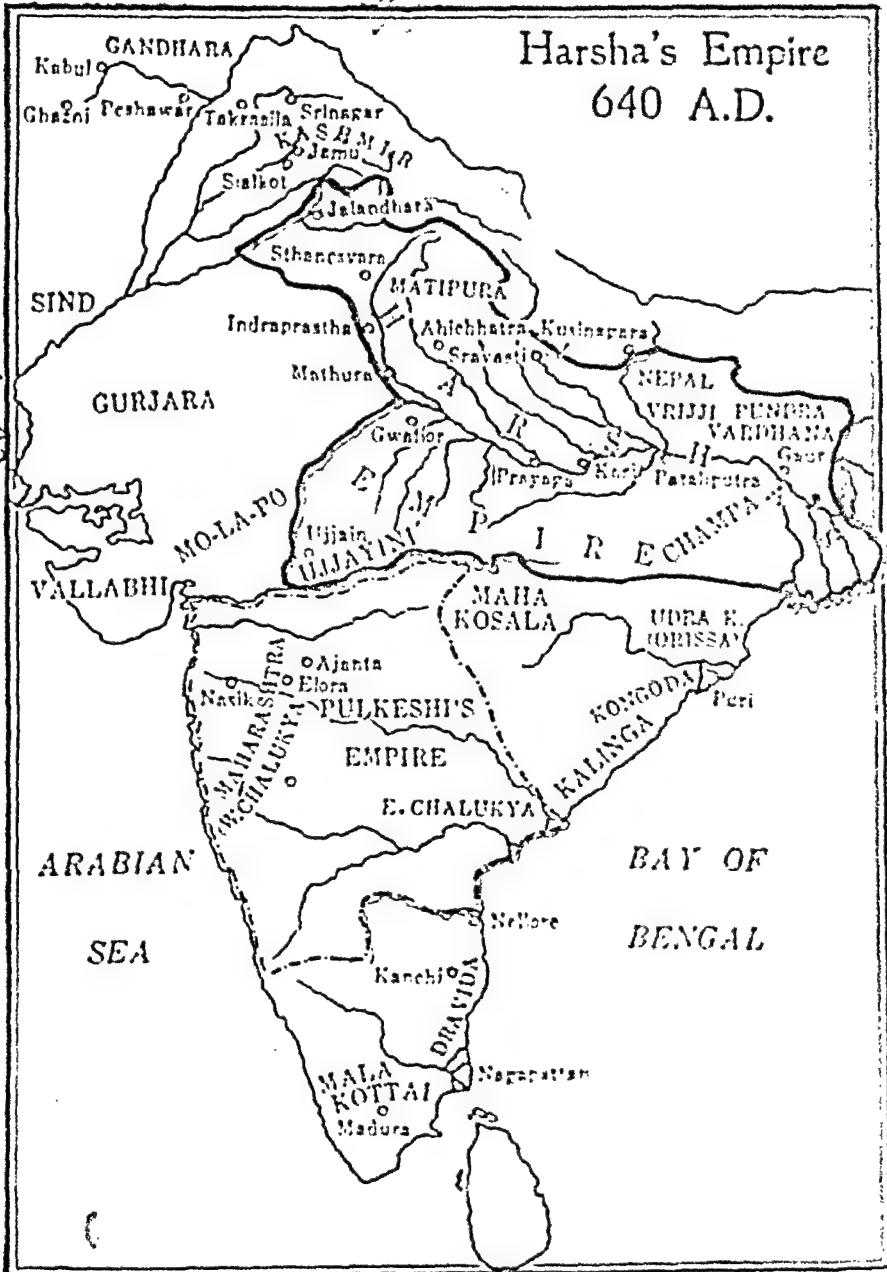 Harsha's Empire
640 A.D.
GANDHARA
Kabul
Ghazni
Peshawar
Takrasila
Srinagar
KASHMIR
Jamu
Sialkot
Jalandhara
Sthanesvara
SIND
MATIPURA
Indraprastha
Ahichhatra
Kusinagara
Sravasti
Mathura
NEPAL
GURJARA
VRIJJI
PUNDRA
VARDHANA
Gwalior
Gaur
HARSHA
Prayaga
Kasi
Pataliputra
EMPIRE
MO-LA-PO
CHAMPA
Ujjain
UJJAYINI
VALLABHI
MAHA
KOSALA
UDRA K.
(ORISSA)
Ajanta
Elora
Nasik
MAHARASHTRA
W. CHALUKYA
PULKESHI'S
EMPIRE
KONGODA
Puri
KALINGA
E. CHALUKYA
ARABIAN
SEA
BAY OF
BENGAL
Nellore
Kanchi
DRAVIDA
MALA
KOTTAI
Madura
Nagapattan